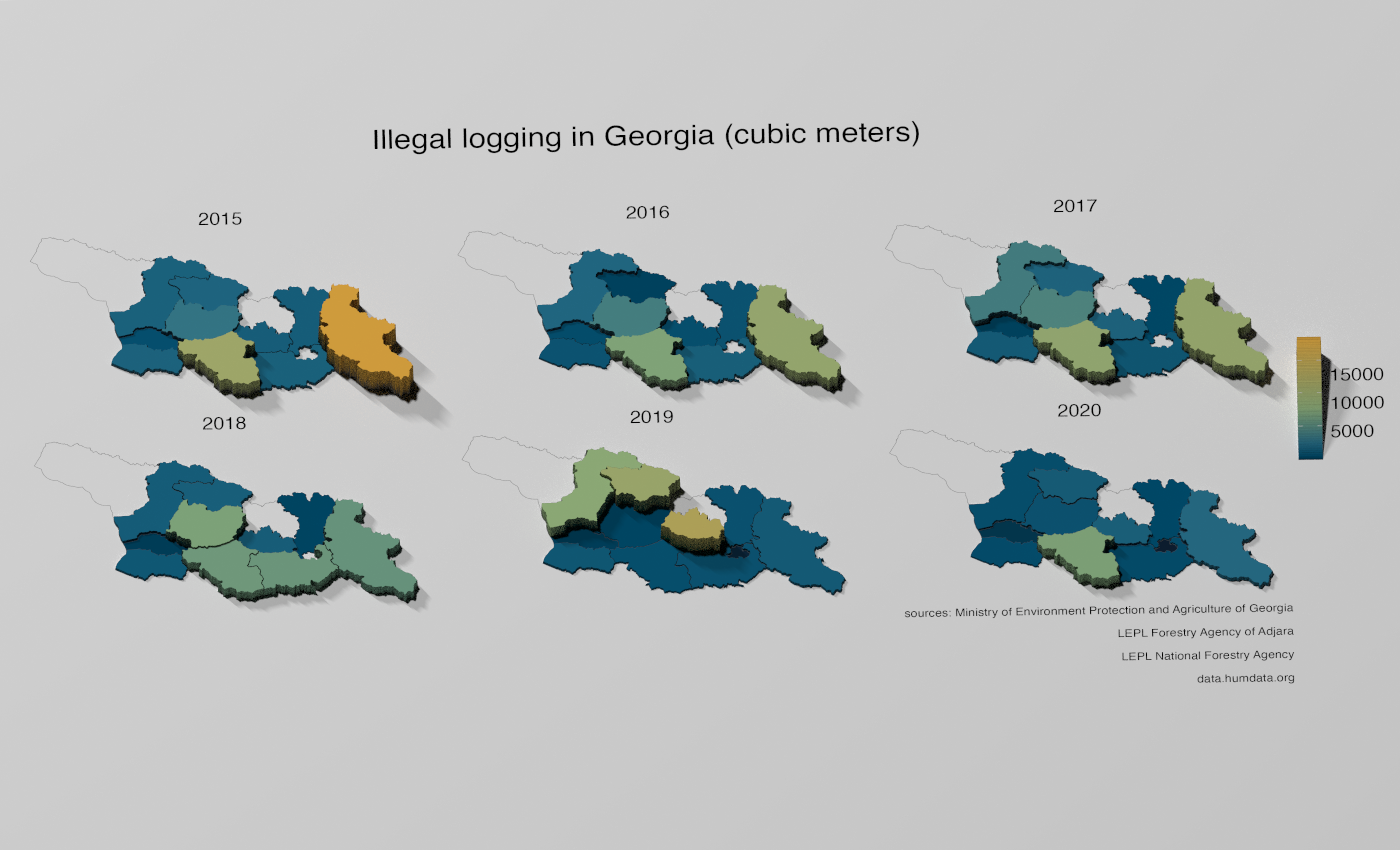 Illegal logging in Georgia (cubic meters)
2015
2016
2017
15000
10000
5000
2018
2019
2020
sources: Ministry of Environment Protection and Agriculture of Georgia
LEPL Forestry Agency of Adjara
LEPL National Forestry Agency
data.humdata.org